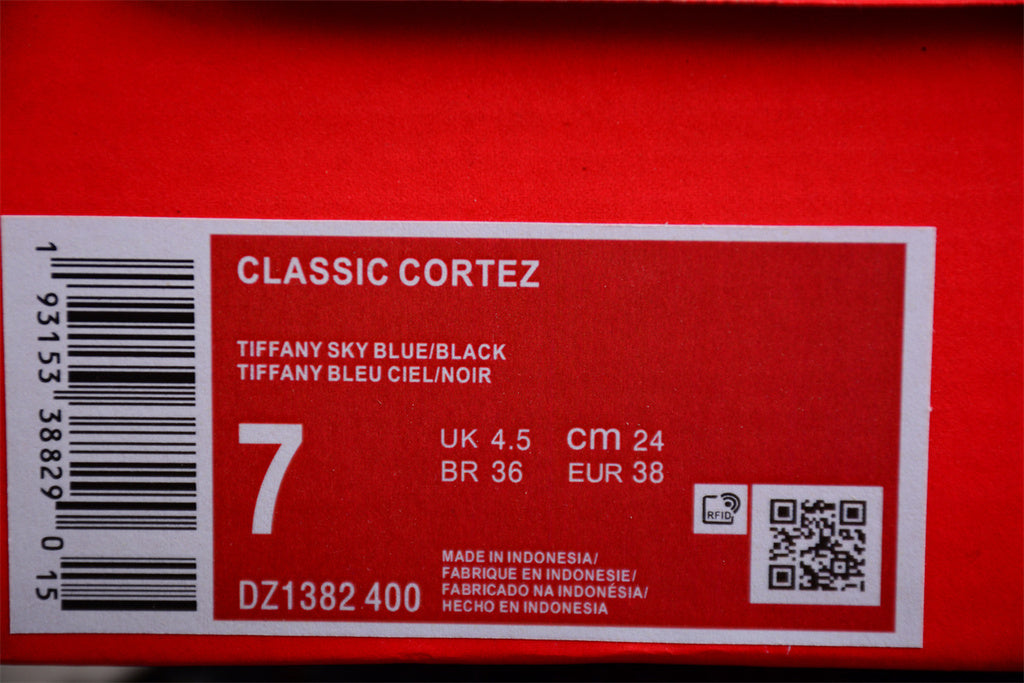 1 93153 38829 0 15
CLASSIC CORTEZ
TIFFANY SKY BLUE/BLACK
TIFFANY BLEU CIEL/NOIR
7
UK 4.5 cm 24
BR 36 EUR 38
RFID
MADE IN INDONESIA/
FABRIQUE EN INDONESIE/
FABRICADO NA INDONÉSIA/
HECHO EN INDONESIA
DZ1382 400